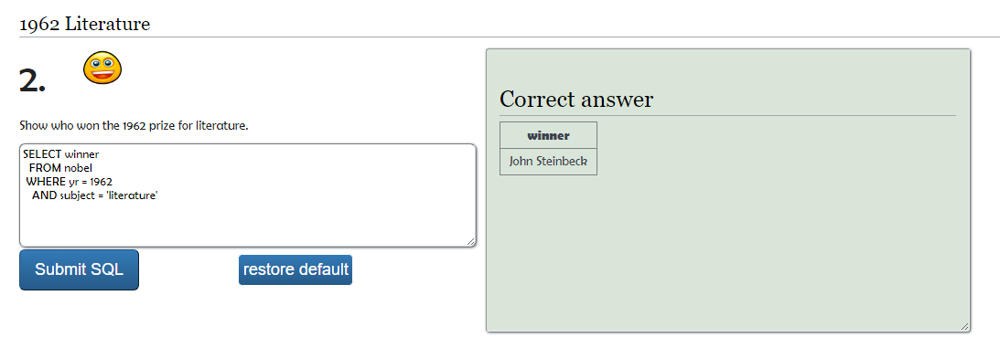 1962 Literature
2.
Show who won the 1962 prize for literature.
SELECT winner
FROM nobel
WHERE yr = 1962
AND subject = 'literature'
Submit SQL
restore default
Correct answer
winner
John Steinbeck